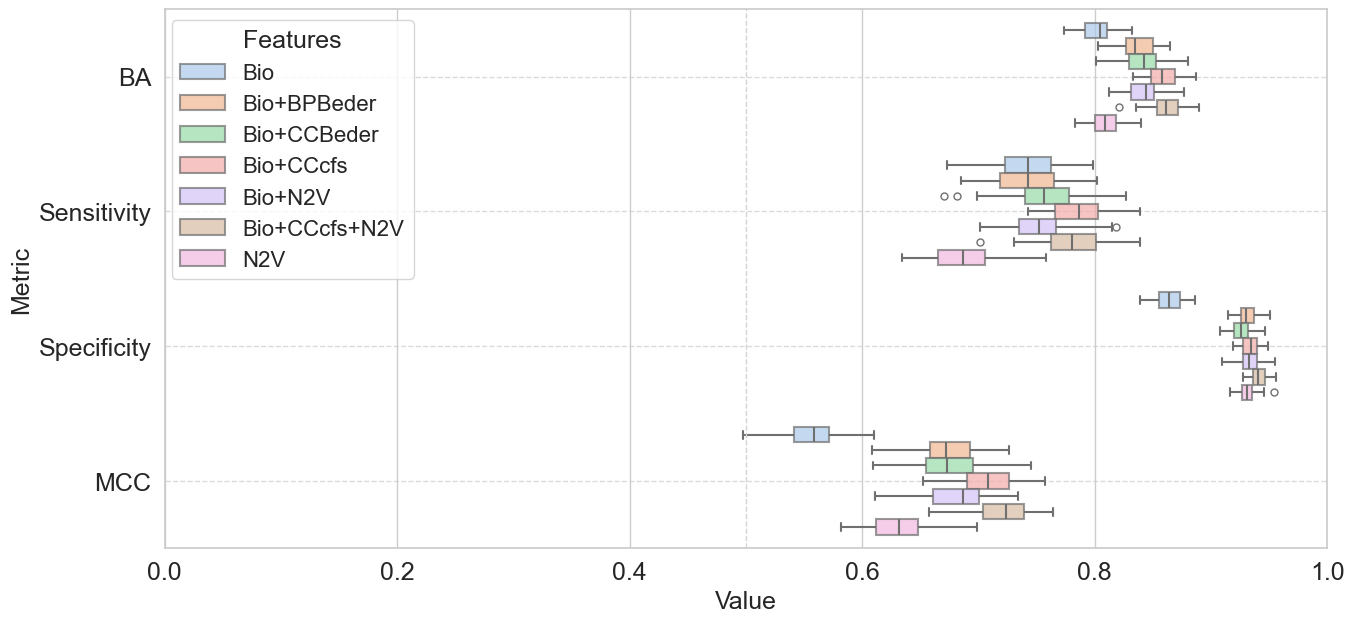 Features
Bio
Bio+BPBeder
Bio+CCBeder
Bio+CCcfs
Bio+N2V
Bio+CCcfs+N2V
N2V
Metric
BA
Sensitivity
Specificity
MCC
0.0 0.2 0.4 0.6 0.8 1.0
Value